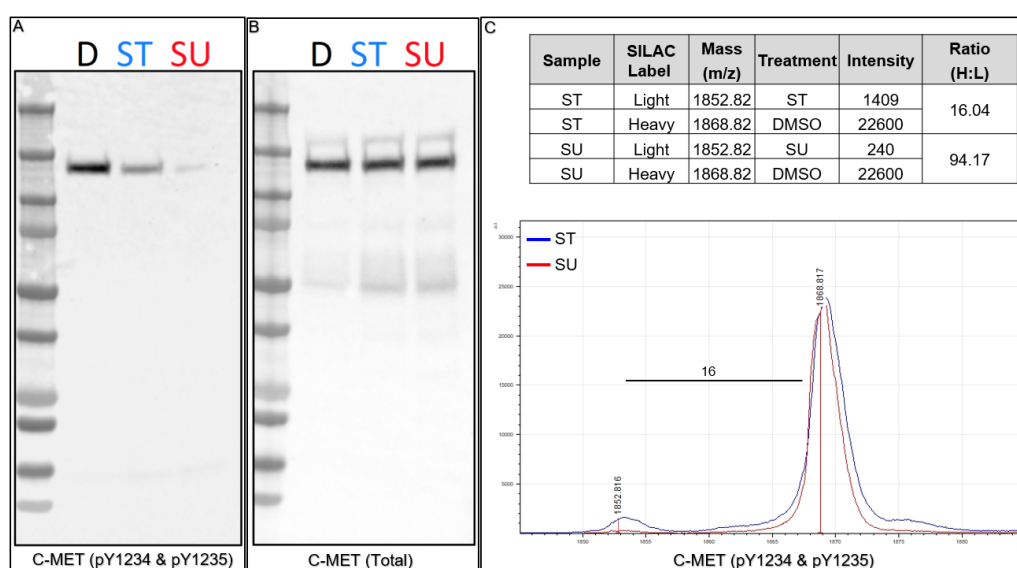 A
D ST SU
C-MET (pY1234 & pY1235)
B
D ST SU
C-MET (Total)
C
Sample SILAC Label Mass (m/z) Treatment Intensity Ratio (H:L)
ST Light 1852.82 ST 1409 16.04
ST Heavy 1868.82 DMSO 22600
SU Light 1852.82 SU 240 94.17
SU Heavy 1868.82 DMSO 22600
30000
25000
20000
15000
10000
5000
0
ST
SU
1868.817
16
1852.816
1850 1860 1865 1870 1875 1880
C-MET (pY1234 & pY1235)